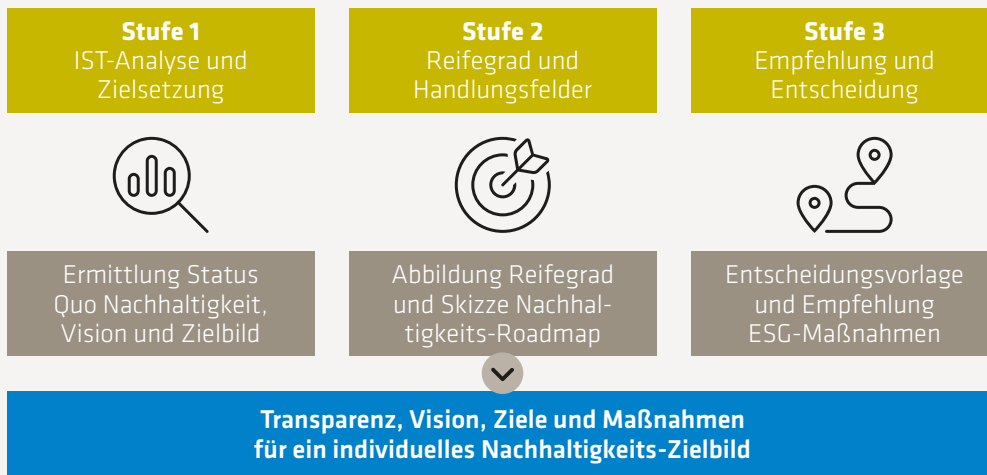 Stufe 1
IST-Analyse und
Zielsetzung
Ermittlung Status
Quo Nachhaltigkeit,
Vision und Zielbild
Stufe 2
Reifegrad und
Handlungsfelder
Abbildung Reifegrad
und Skizze Nachhal-
tigkeits-Roadmap
Stufe 3
Empfehlung und
Entscheidung
Entscheidungsvorlage
und Empfehlung
ESG-Maßnahmen
Transparenz, Vision, Ziele und Maßnahmen
für ein individuelles Nachhaltigkeits-Zielbild